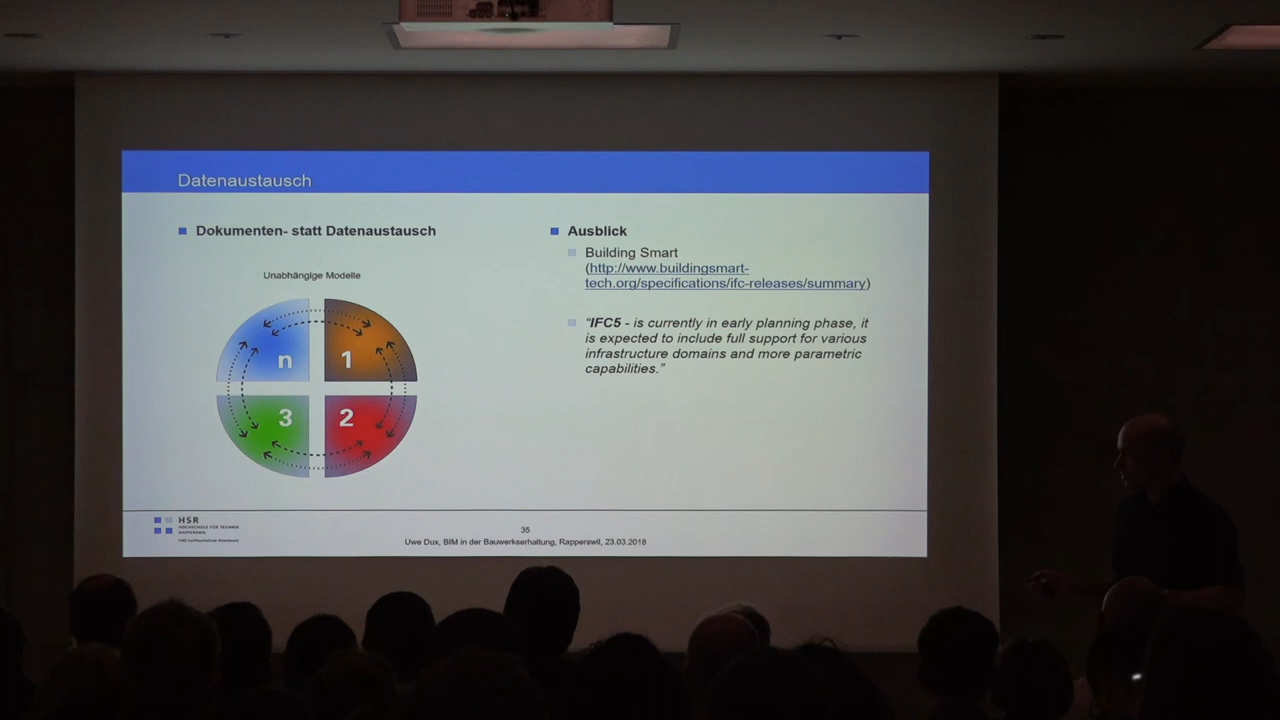 Datenaustausch
Dokumenten- statt Datenaustausch
Unabhängige Modelle
n
1
3
2
Ausblick
Building Smart
(http://www.buildingsmart-
tech.org/specifications/ifc-releases/summary)
"IFC5 - is currently in early planning phase, it
is expected to include full support for various
infrastructure domains and more parametric
capabilities."
HSR
HOCHSCHULE FÜR TECHNIK
RAPPERSWIL
35
Uwe Dux, BIM in der Bauwerkserhaltung, Rapperswil, 23.03.2018